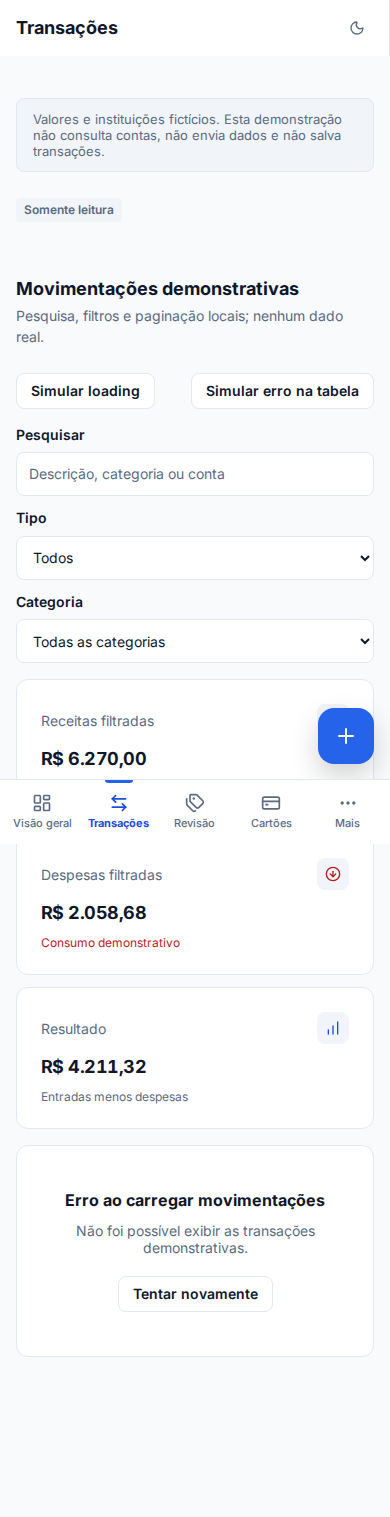 Transações
Valores e instituições fictícios. Esta demonstração
não consulta contas, não envia dados e não salva
transações.
Somente leitura
Movimentações demonstrativas
Pesquisa, filtros e paginação locais; nenhum dado
real.
Simular loading
Simular erro na tabela
Pesquisar
Descrição, categoria ou conta
Tipo
Todos
Categoria
Todas as categorias
Receitas filtradas
R$ 6.270,00
Visão geral
Transações
Revisão
Cartões
Mais
Despesas filtradas
R$ 2.058,68
Consumo demonstrativo
Resultado
R$ 4.211,32
Entradas menos despesas
Erro ao carregar movimentações
Não foi possível exibir as transações
demonstrativas.
Tentar novamente